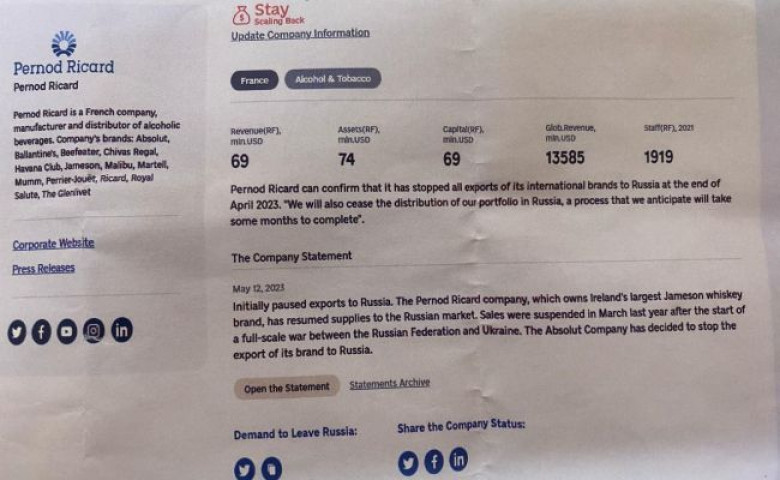 Pernod Ricard
Pernod Ricard
Pernod Ricard is a French company,
manufacturer and distributor of alcoholic
beverages. Company's brands: Absolut,
Ballantine's, Beefeater, Chivas Regal,
Havana Club, Jameson, Malibu, Martell,
Mumm, Perrier-Jouët, Ricard, Royal
Salute, The Glenlivet
Corporate Website
Press Releases
Stay
Scaling Back
Update Company Information
France Alcohol & Tobacco
Revenue(RF), Assets(RF), Capital(RF), Glob.Revenue, Staff(RF), 2021
mln.USD mln.USD mln.USD mln.USD
69 74 69 13585 1919
Pernod Ricard can confirm that it has stopped all exports of its international brands to Russia at the end of
April 2023. "We will also cease the distribution of our portfolio in Russia, a process that we anticipate will take
some months to complete".
The Company Statement
May 12, 2023
Initially paused exports to Russia. The Pernod Ricard company, which owns Ireland's largest Jameson whiskey
brand, has resumed supplies to the Russian market. Sales were suspended in March last year after the start of
a full-scale war between the Russian Federation and Ukraine. The Absolut Company has decided to stop the
export of its brand to Russia.
Open the Statement Statements Archive
Demand to Leave Russia: Share the Company Status: